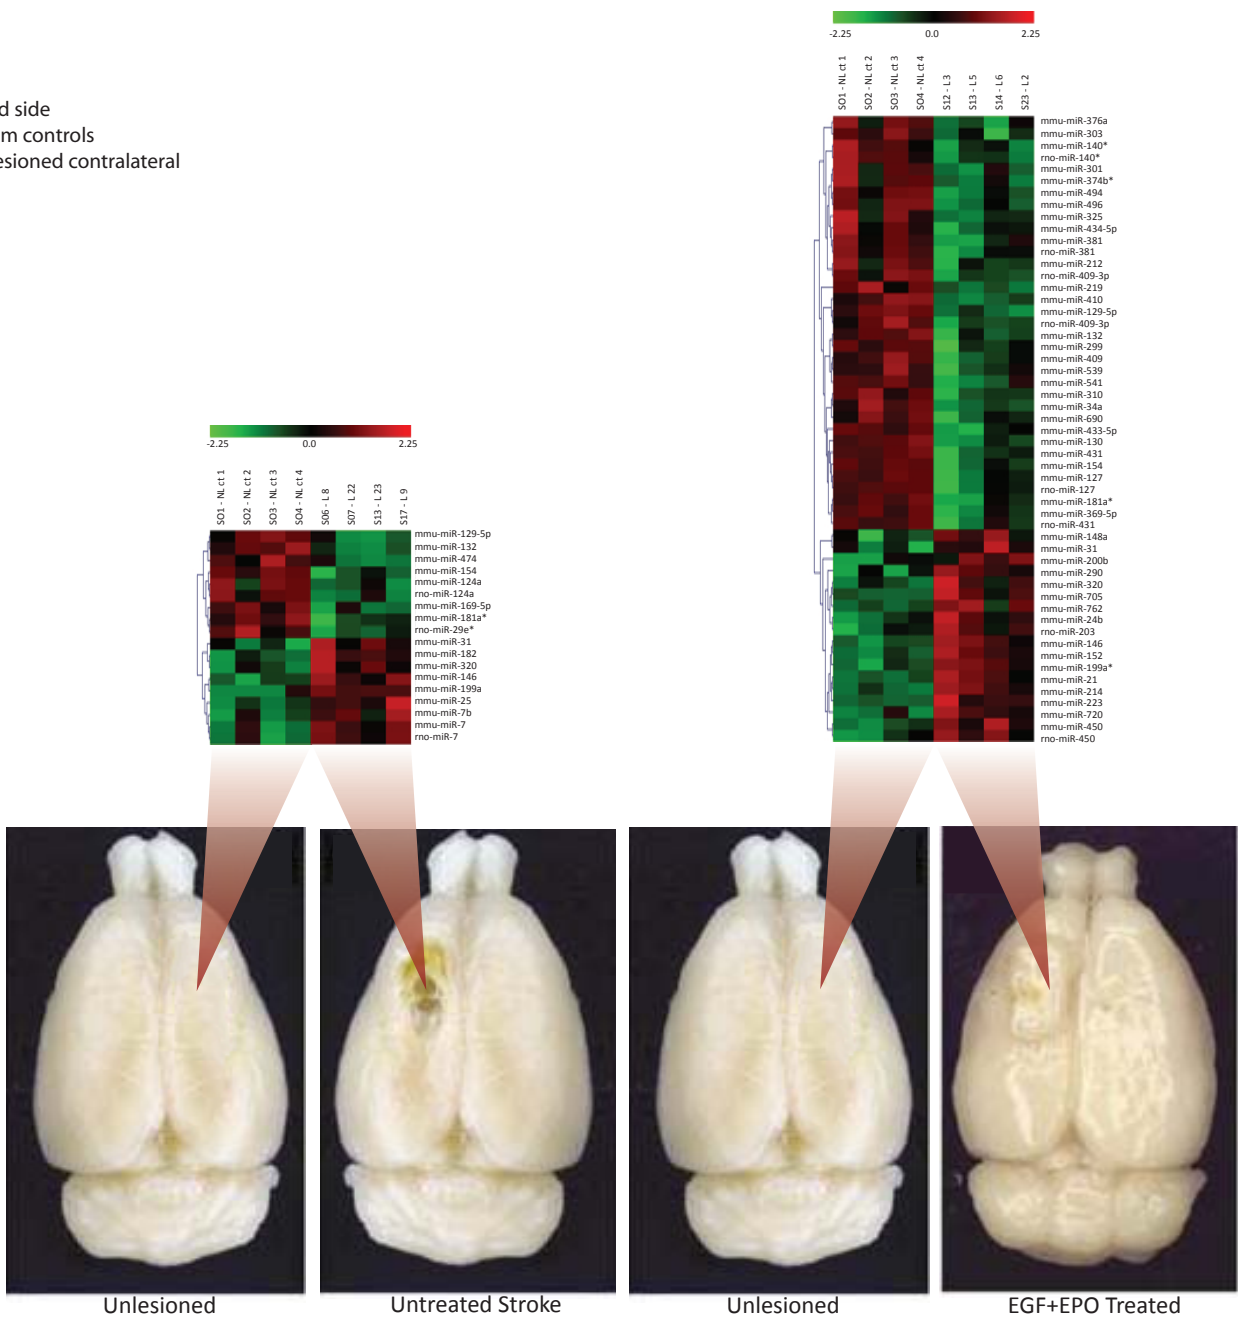 -2.25 0.0 2.25
SO1 - NL ct 1
SO2 - NL ct 2
SO3 - NL ct 3
SO4 - NL ct 4
S12 - L 3
S13 - L 5
S14 - L 6
S23 - L 2
d side
m controls
esioned contralateral
mmu-miR-376a
mmu-miR-303
mmu-miR-140*
rno-miR-140*
mmu-miR-301
mmu-miR-374b*
mmu-miR-494
mmu-miR-496
mmu-miR-325
mmu-miR-434-5p
mmu-miR-381
rno-miR-381
mmu-miR-212
rno-miR-409-3p
mmu-miR-219
mmu-miR-410
mmu-miR-129-5p
rno-miR-409-3p
mmu-miR-132
mmu-miR-299
mmu-miR-409
mmu-miR-539
mmu-miR-541
mmu-miR-310
mmu-miR-34a
mmu-miR-690
mmu-miR-433-5p
mmu-miR-130
mmu-miR-431
mmu-miR-154
mmu-miR-127
rno-miR-127
mmu-miR-181a*
mmu-miR-369-5p
rno-miR-431
mmu-miR-148a
mmu-miR-31
mmu-miR-200b
mmu-miR-290
mmu-miR-320
mmu-miR-705
mmu-miR-762
mmu-miR-24b
rno-miR-203
mmu-miR-146
mmu-miR-152
mmu-miR-199a*
mmu-miR-21
mmu-miR-214
mmu-miR-223
mmu-miR-720
mmu-miR-450
rno-miR-450
-2.25 0.0 2.25
SO1 - NL ct 1
SO2 - NL ct 2
SO3 - NL ct 3
SO4 - NL ct 4
S06 - L 8
S07 - L 22
S13 - L 23
S17 - L 9
mmu-miR-129-5p
mmu-miR-132
mmu-miR-474
mmu-miR-154
mmu-miR-124a
rno-miR-124a
mmu-miR-169-5p
mmu-miR-181a*
rno-miR-29e*
mmu-miR-31
mmu-miR-182
mmu-miR-320
mmu-miR-146
mmu-miR-199a
mmu-miR-25
mmu-miR-7b
mmu-miR-7
rno-miR-7
Unlesioned
Untreated Stroke
Unlesioned
EGF+EPO Treated